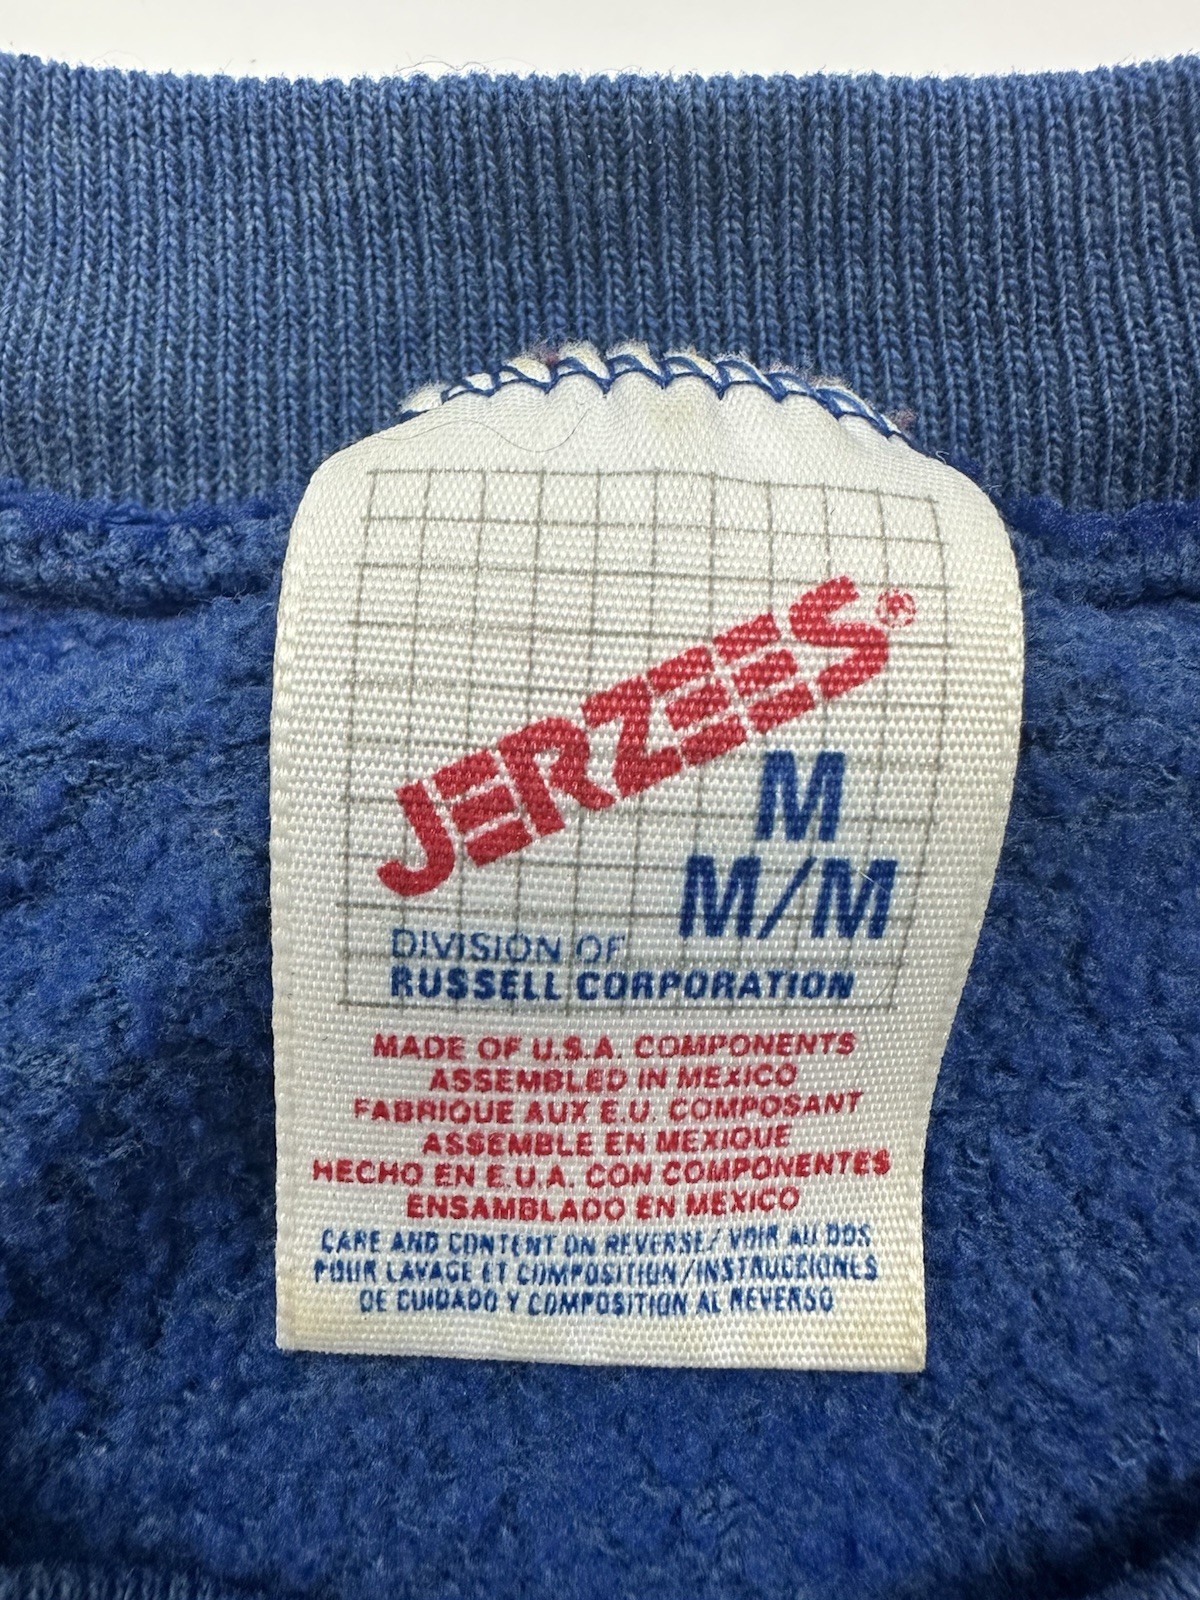 JERZEES®
M
M/M
DIVISION OF
RUSSELL CORPORATION
MADE OF U.S.A. COMPONENTS
ASSEMBLED IN MEXICO
FABRIQUE AUX E.U. COMPOSANT
ASSEMBLE EN MEXIQUE
HECHO EN E.U.A. CON COMPONENTES
ENSAMBLADO EN MEXICO
CARE AND CONTENT ON REVERSE/ VOIR AU DOS
POUR LAVAGE ET COMPOSITION/INSTRUCCIONES
DE CUIDADO Y COMPOSITION AL REVERSO